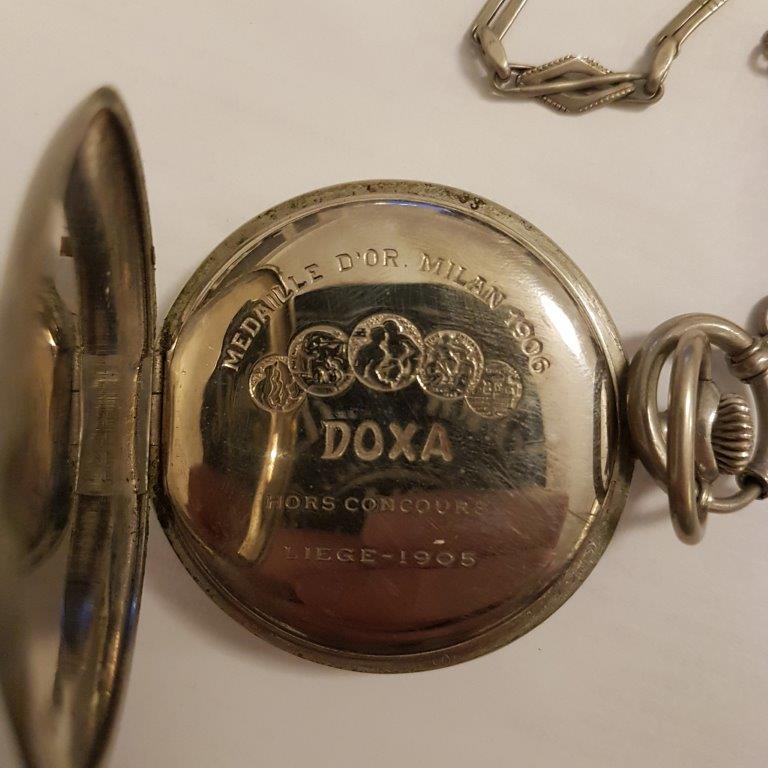 MEDAILLE D'OR. MILAN 1906
DOXA
HORS CONCOURS
LIEGE-1905